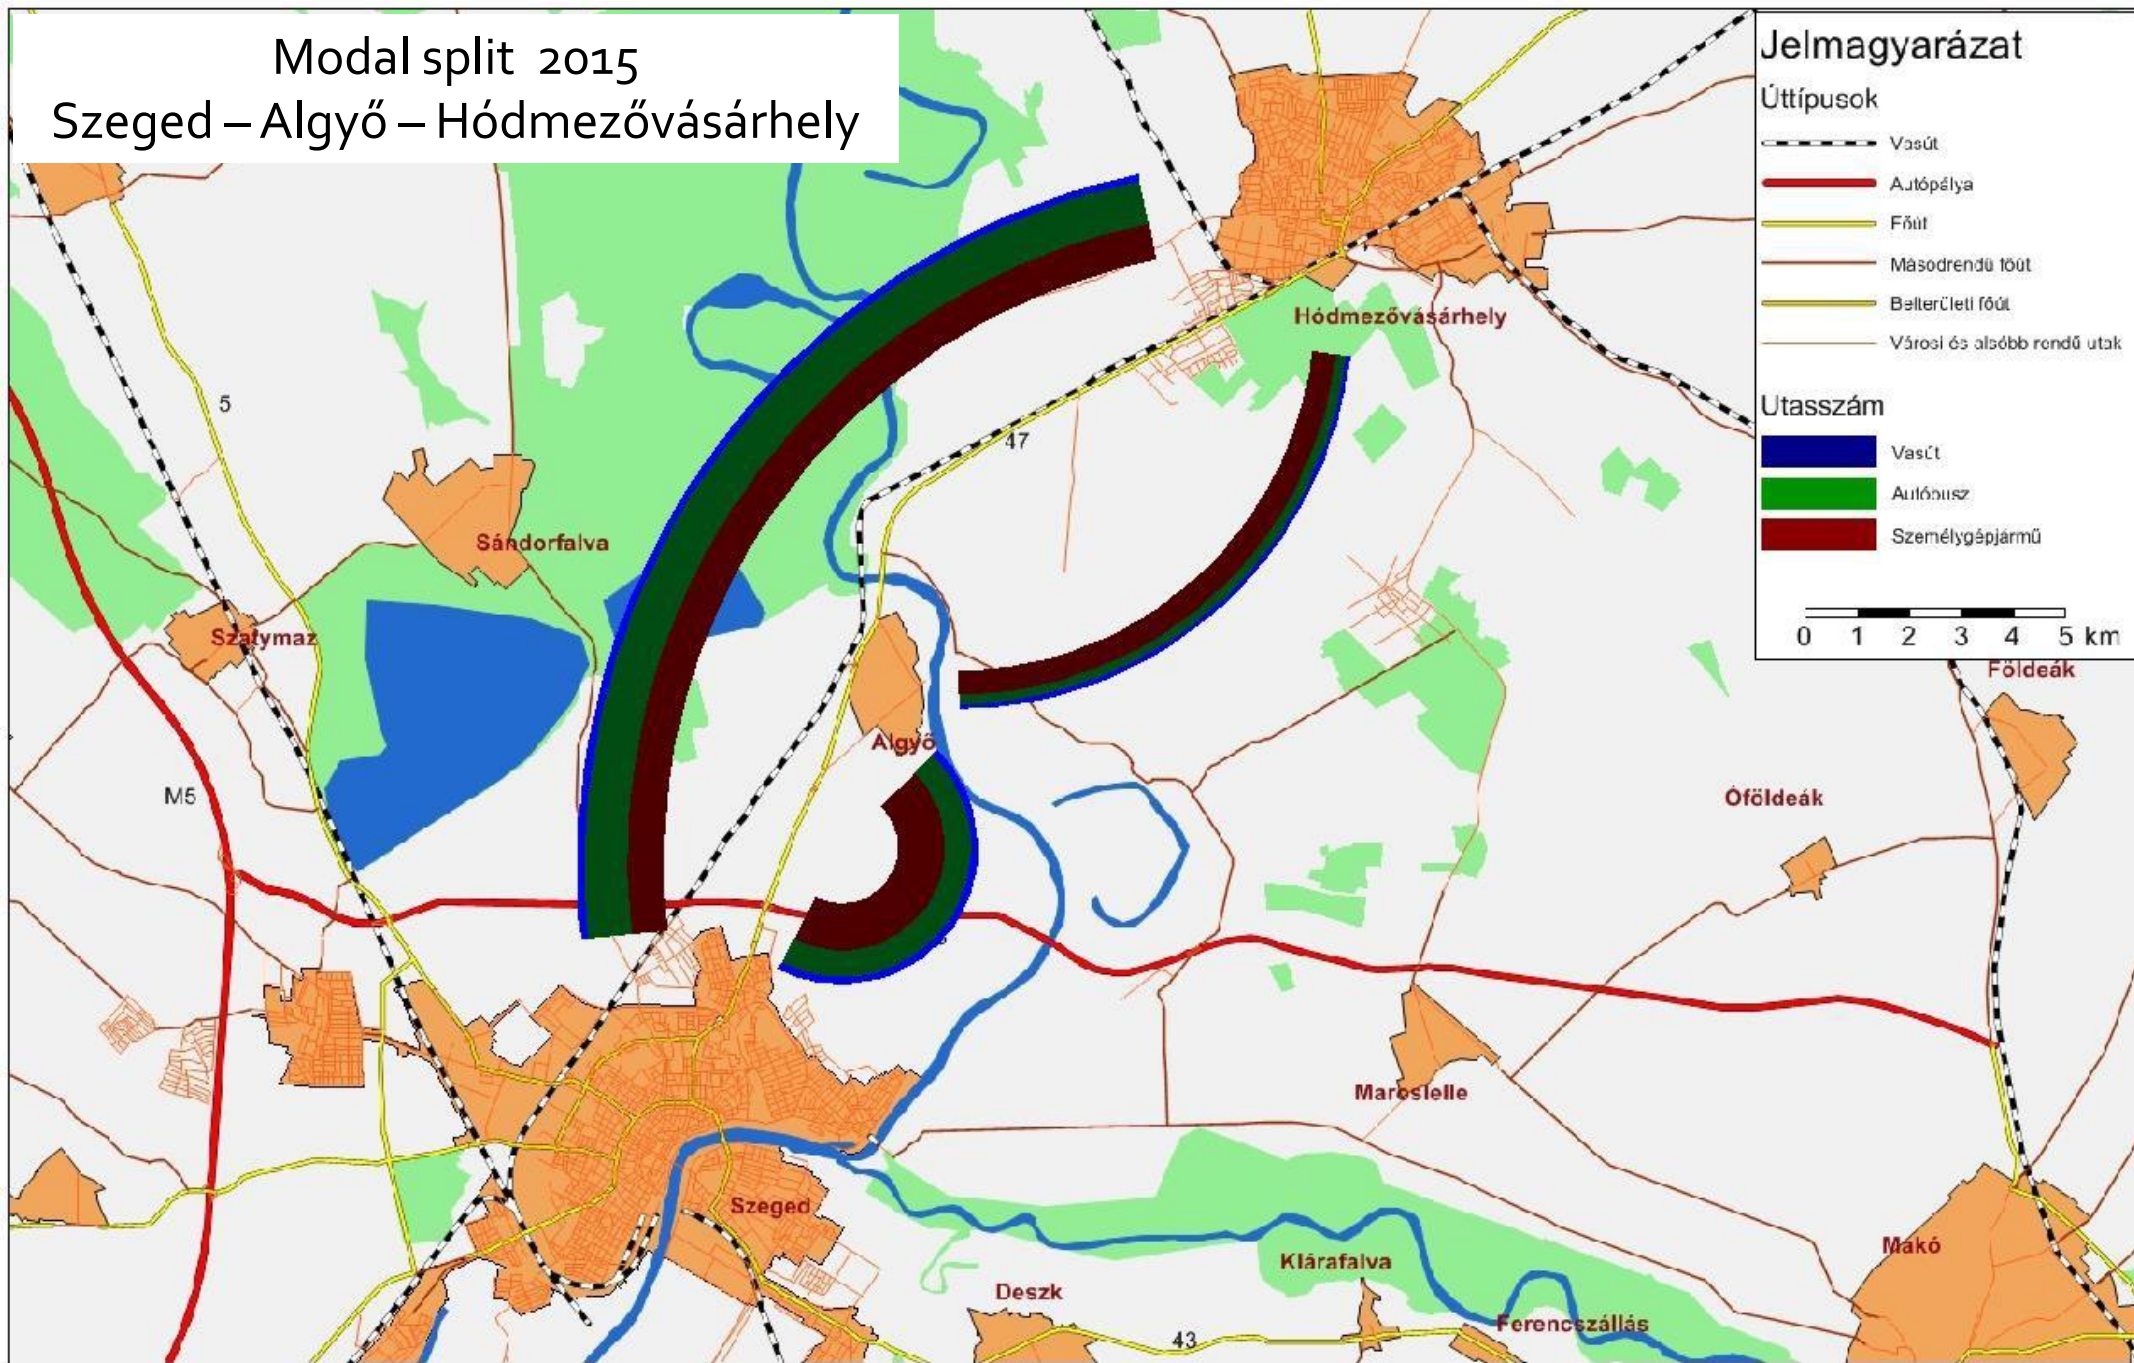 Modal split 2015
Szeged – Algyő – Hódmezővásárhely
Jelmagyarázat
Úttípusok
Vasút
Autópálya
Főút
Másodrendű főút
Belterületi főút
Városi és alsóbb rendű utak
Utasszám
Vasút
Autóbusz
Személygépjármű
0 1 2 3 4 5 km
Hódmezővásárhely
5
47
Sándorfalva
Szatymaz
Földeák
Algyő
M5
Óföldeák
Maroslelle
Szeged
Makó
Klárafalva
Deszk
Ferencszállás
43